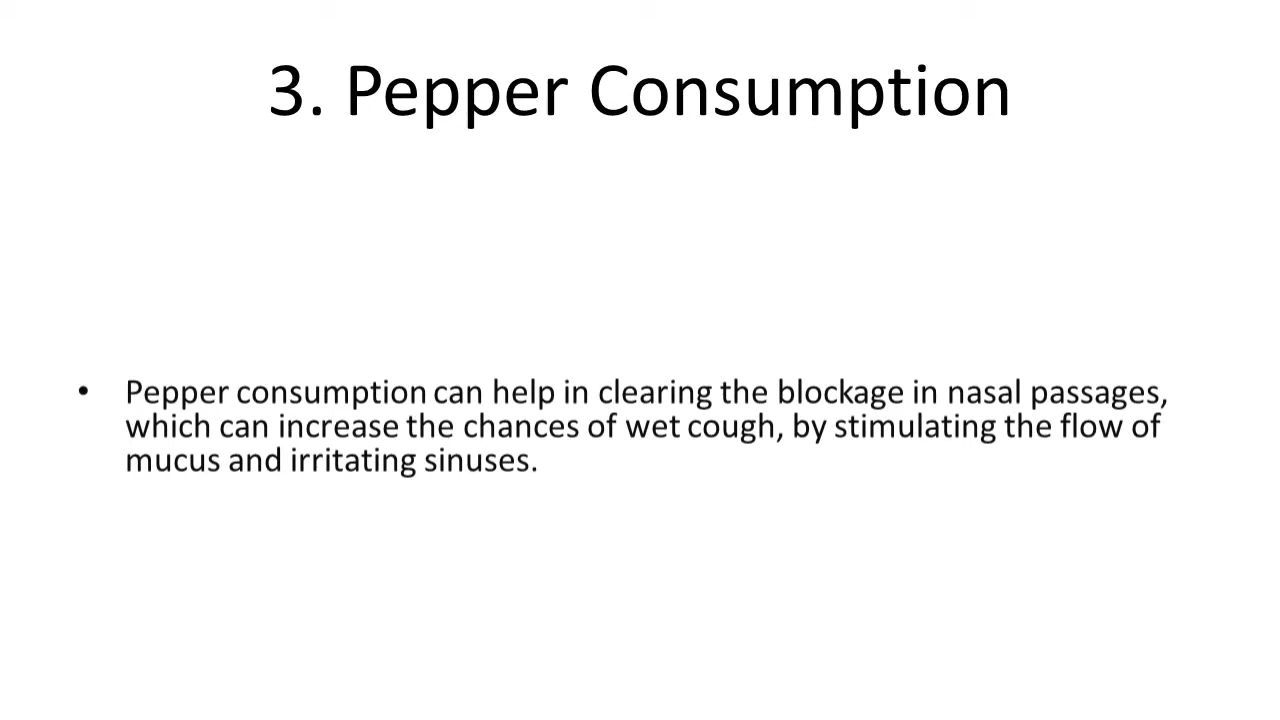 3. Pepper Consumption
• Pepper consumption can help in clearing the blockage in nasal passages,
which can increase the chances of wet cough, by stimulating the flow of
mucus and irritating sinuses.